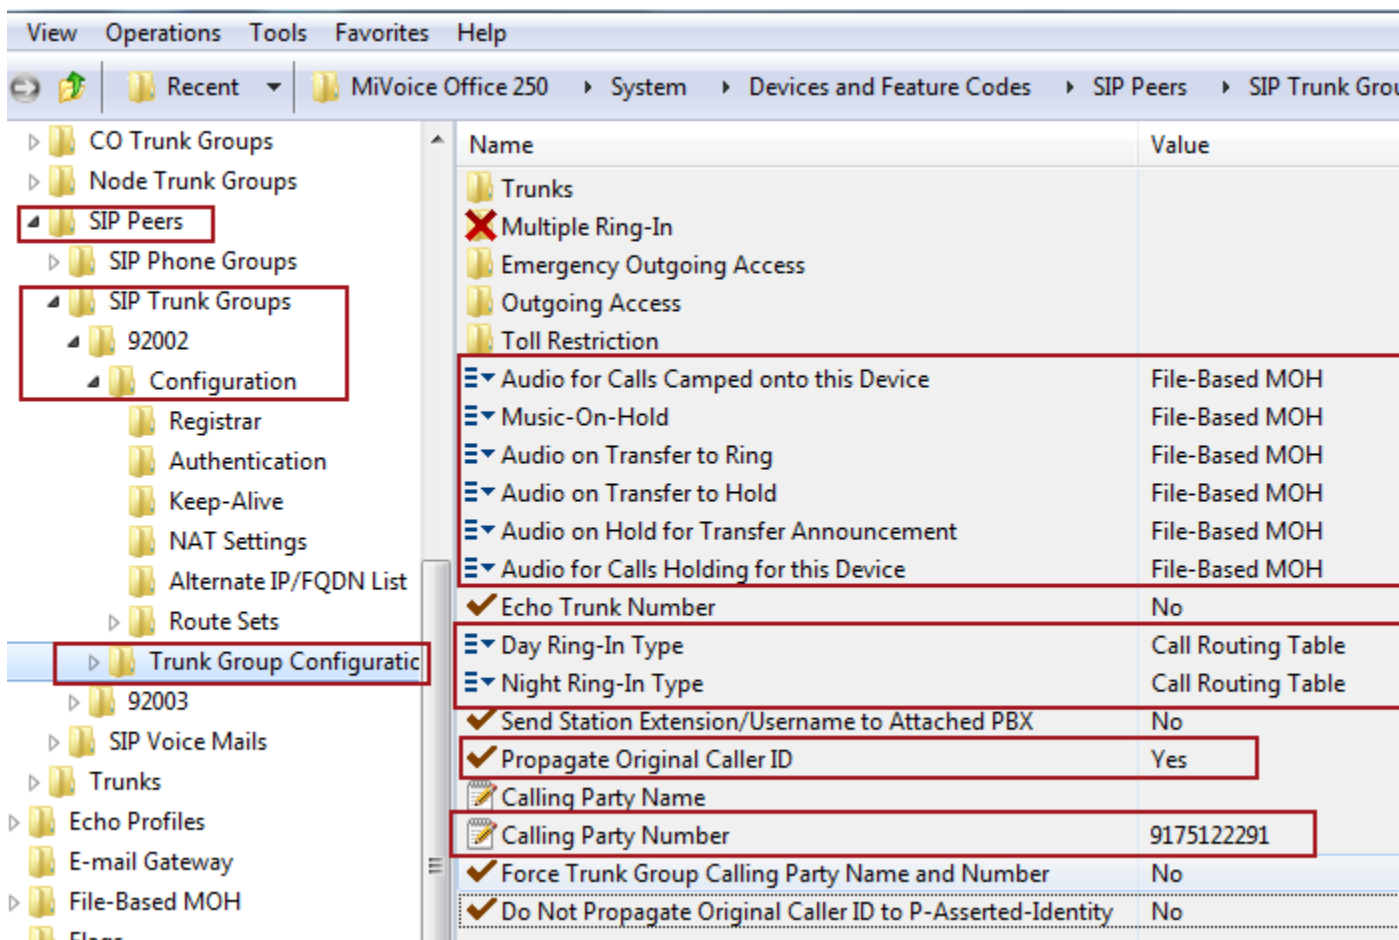 View Operations Tools Favorites Help
Recent MiVoice Office 250 System Devices and Feature Codes SIP Peers SIP Trunk Grou
CO Trunk Groups
Node Trunk Groups
SIP Peers
SIP Phone Groups
SIP Trunk Groups
92002
Configuration
Registrar
Authentication
Keep-Alive
NAT Settings
Alternate IP/FQDN List
Route Sets
Trunk Group Configuratic
92003
SIP Voice Mails
Trunks
Echo Profiles
E-mail Gateway
File-Based MOH
Name Value
Trunks
Multiple Ring-In
Emergency Outgoing Access
Outgoing Access
Toll Restriction
Audio for Calls Camped onto this Device File-Based MOH
Music-On-Hold File-Based MOH
Audio on Transfer to Ring File-Based MOH
Audio on Transfer to Hold File-Based MOH
Audio on Hold for Transfer Announcement File-Based MOH
Audio for Calls Holding for this Device File-Based MOH
Echo Trunk Number No
Day Ring-In Type Call Routing Table
Night Ring-In Type Call Routing Table
Send Station Extension/Username to Attached PBX No
Propagate Original Caller ID Yes
Calling Party Name
Calling Party Number 9175122291
Force Trunk Group Calling Party Name and Number No
Do Not Propagate Original Caller ID to P-Asserted-Identity No